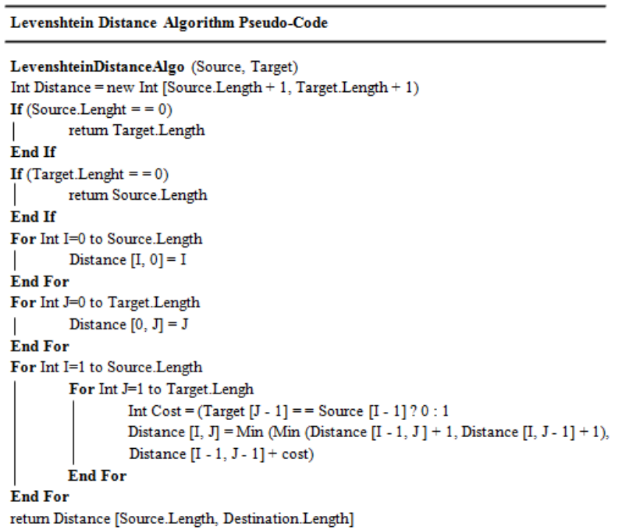 Levenshtein Distance Algorithm Pseudo-Code
LevenshteinDistanceAlgo (Source, Target)
Int Distance = new Int [Source.Length + 1, Target.Length + 1)
If (Source.Lenght = = 0)
return Target.Length
End If
If (Target.Lenght = = 0)
return Source.Length
End If
For Int I=0 to Source.Length
Distance [I, 0] = I
End For
For Int J=0 to Target.Length
Distance [0, J] = J
End For
For Int I=1 to Source.Length
For Int J=1 to Target.Lengh
Int Cost = (Target [J - 1] = = Source [I - 1] ? 0 : 1
Distance [I, J] = Min (Min (Distance [I - 1, J] + 1, Distance [I, J - 1] + 1),
Distance [I - 1, J - 1] + cost)
End For
End For
return Distance [Source.Length, Destination.Length]